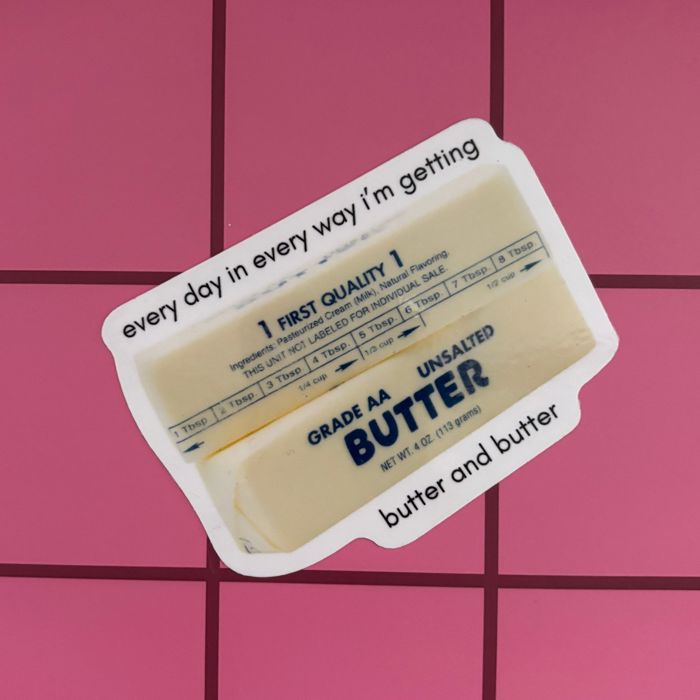 every day in every way i'm getting
1 FIRST QUALITY 1
Ingredients: Pasteurized Cream (Milk), Natural Flavoring.
THIS UNIT NOT LABELED FOR INDIVIDUAL SALE.
1 Tbsp. 2 Tbsp. 3 Tbsp. 4 Tbsp. 5 Tbsp. 6 Tbsp. 7 Tbsp. 8 Tbsp.
1/4 cup 1/3 cup 1/2 cup
GRADE AA UNSALTED
BUTTER
NET WT. 4 OZ. (113 grams)
butter and butter